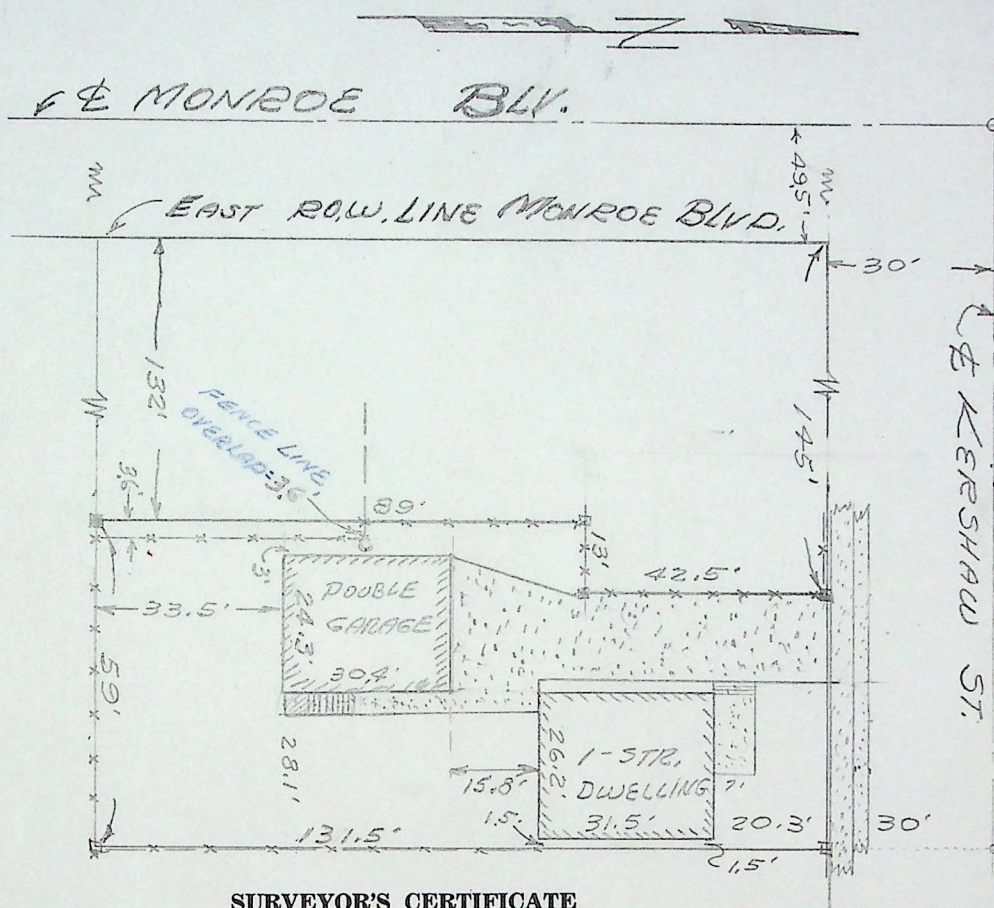 N
℄ MONROE BLV.
49.5'
EAST R.O.W. LINE MONROE BLVD.
30'
132'
145'
℄ KERSHAW ST.
FENCE LINE
OVERLAP=3.6'
3.6'
89'
13'
42.5'
3'
33.5'
DOUBLE
GARAGE
24.3'
30.4'
59'
28.1'
15.8'
26.2'
1-STR.
DWELLING
7'
1.5'
31.5'
20.3'
30'
131.5'
1.5'
SURVEYOR'S CERTIFICATE